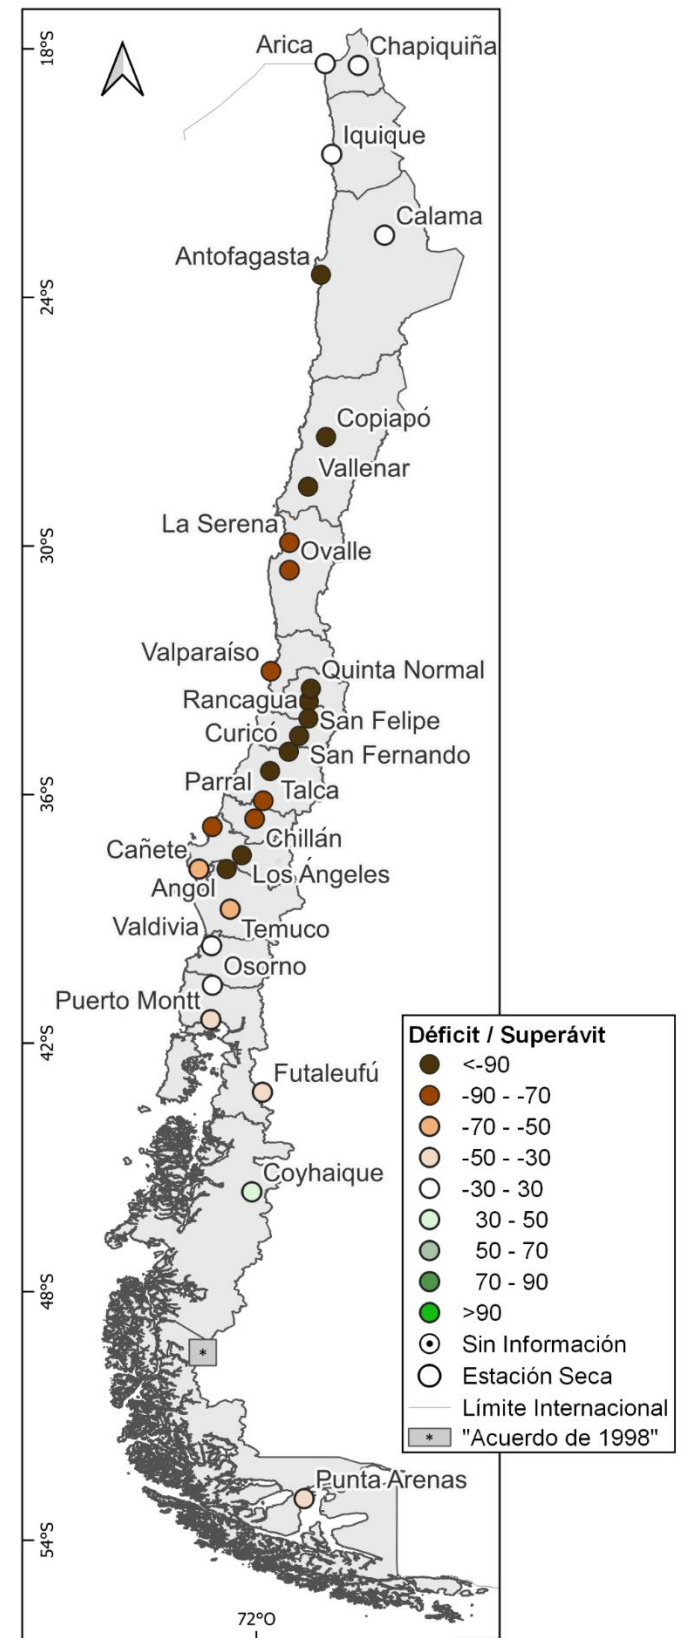 18°S
Arica
Chapiquiña
Iquique
Calama
Antofagasta
24°S
Copiapó
Vallenar
La Serena
30°S
Ovalle
Valparaíso
Quinta Normal
Rancagua
San Felipe
Curicó
San Fernando
Parral
Talca
36°S
Chillán
Cañete
Los Ángeles
Angol
Valdivia
Temuco
Osorno
Puerto Montt
42°S
Futaleufú
Coyhaique
48°S
*
Punta Arenas
54°S
72°O
Déficit / Superávit
<-90
-90 - -70
-70 - -50
-50 - -30
-30 - 30
30 - 50
50 - 70
70 - 90
>90
Sin Información
Estación Seca
Límite Internacional
* "Acuerdo de 1998"